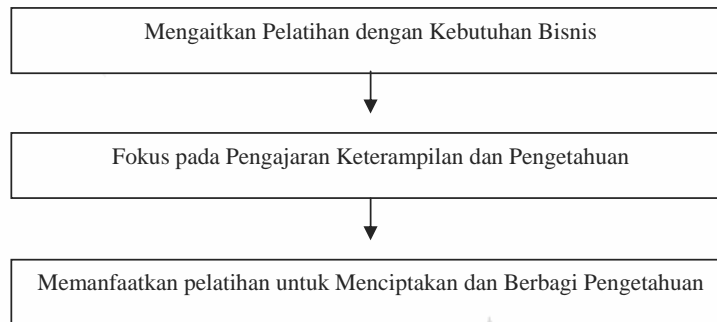 Mengaitkan Pelatihan dengan Kebutuhan Bisnis
Fokus pada Pengajaran Keterampilan dan Pengetahuan
Memanfaatkan pelatihan untuk Menciptakan dan Berbagi Pengetahuan